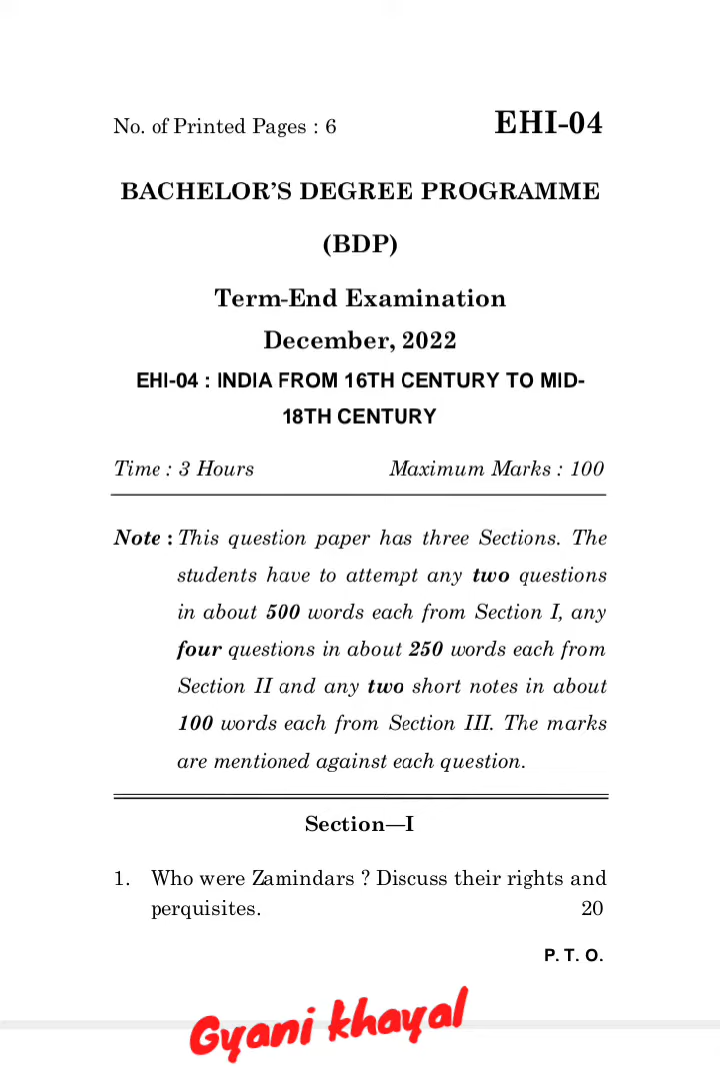 No. of Printed Pages : 6 EHI-04
BACHELOR’S DEGREE PROGRAMME
(BDP)
Term-End Examination
December, 2022
EHI-04 : INDIA FROM 16TH CENTURY TO MID-
18TH CENTURY
Time : 3 Hours Maximum Marks : 100
Note : This question paper has three Sections. The
students have to attempt any two questions
in about 500 words each from Section I, any
four questions in about 250 words each from
Section II and any two short notes in about
100 words each from Section III. The marks
are mentioned against each question.
Section—I
1. Who were Zamindars ? Discuss their rights and
perquisites. 20
P. T. O.
Gyani khayal